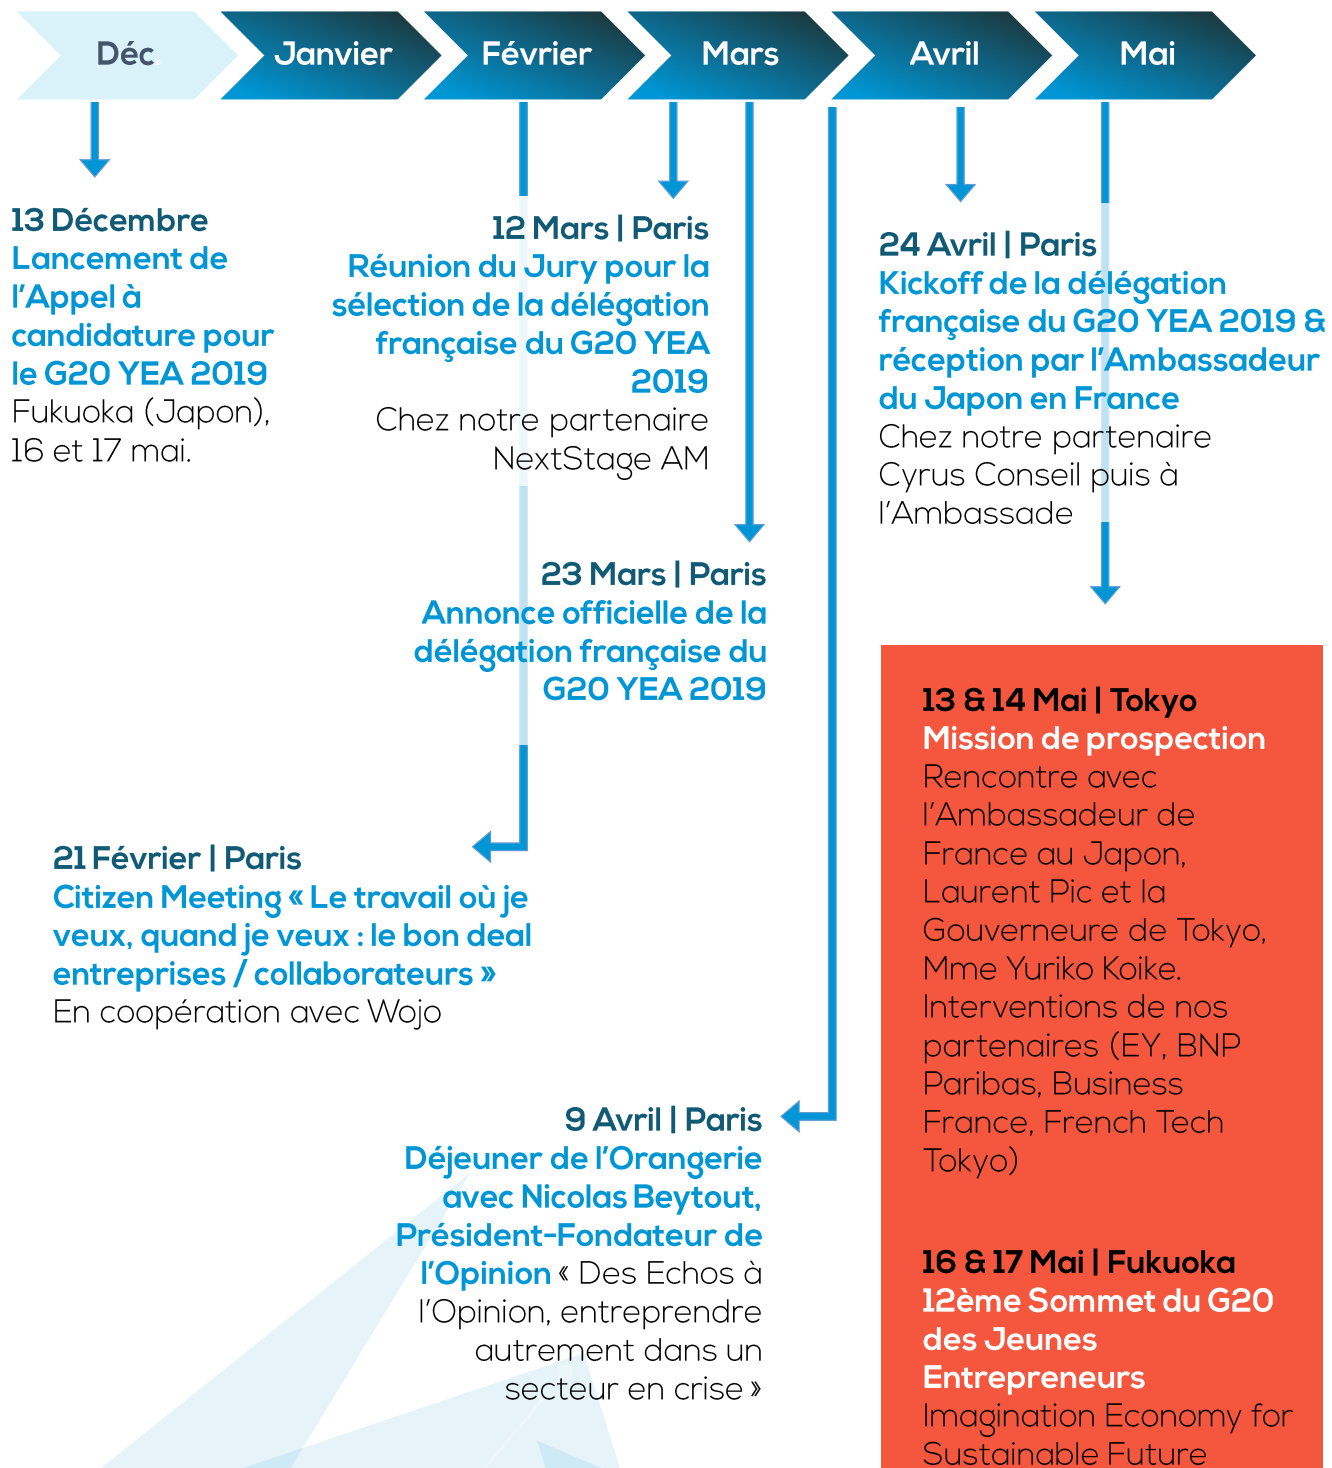 Déc.
Janvier
Février
Mars
Avril
Mai
13 Décembre
Lancement de
l'Appel à
candidature pour
le G20 YEA 2019
Fukuoka (Japon),
16 et 17 mai.
12 Mars | Paris
Réunion du Jury pour la
sélection de la délégation
française du G20 YEA
2019
Chez notre partenaire
NextStage AM
24 Avril | Paris
Kickoff de la délégation
française du G20 YEA 2019 &
réception par l'Ambassadeur
du Japon en France
Chez notre partenaire
Cyrus Conseil puis à
l'Ambassade
23 Mars | Paris
Annonce officielle de la
délégation française du
G20 YEA 2019
21 Février | Paris
Citizen Meeting « Le travail où je
veux, quand je veux : le bon deal
entreprises / collaborateurs »
En coopération avec Wojo
9 Avril | Paris
Déjeuner de l'Orangerie
avec Nicolas Beytout,
Président-Fondateur de
l'Opinion « Des Echos à
l'Opinion, entreprendre
autrement dans un
secteur en crise »
13 & 14 Mai | Tokyo
Mission de prospection
Rencontre avec
l'Ambassadeur de
France au Japon,
Laurent Pic et la
Gouverneure de Tokyo,
Mme Yuriko Koike.
Interventions de nos
partenaires (EY, BNP
Paribas, Business
France, French Tech
Tokyo)
16 & 17 Mai | Fukuoka
12ème Sommet du G20
des Jeunes
Entrepreneurs
Imagination Economy for
Sustainable Future